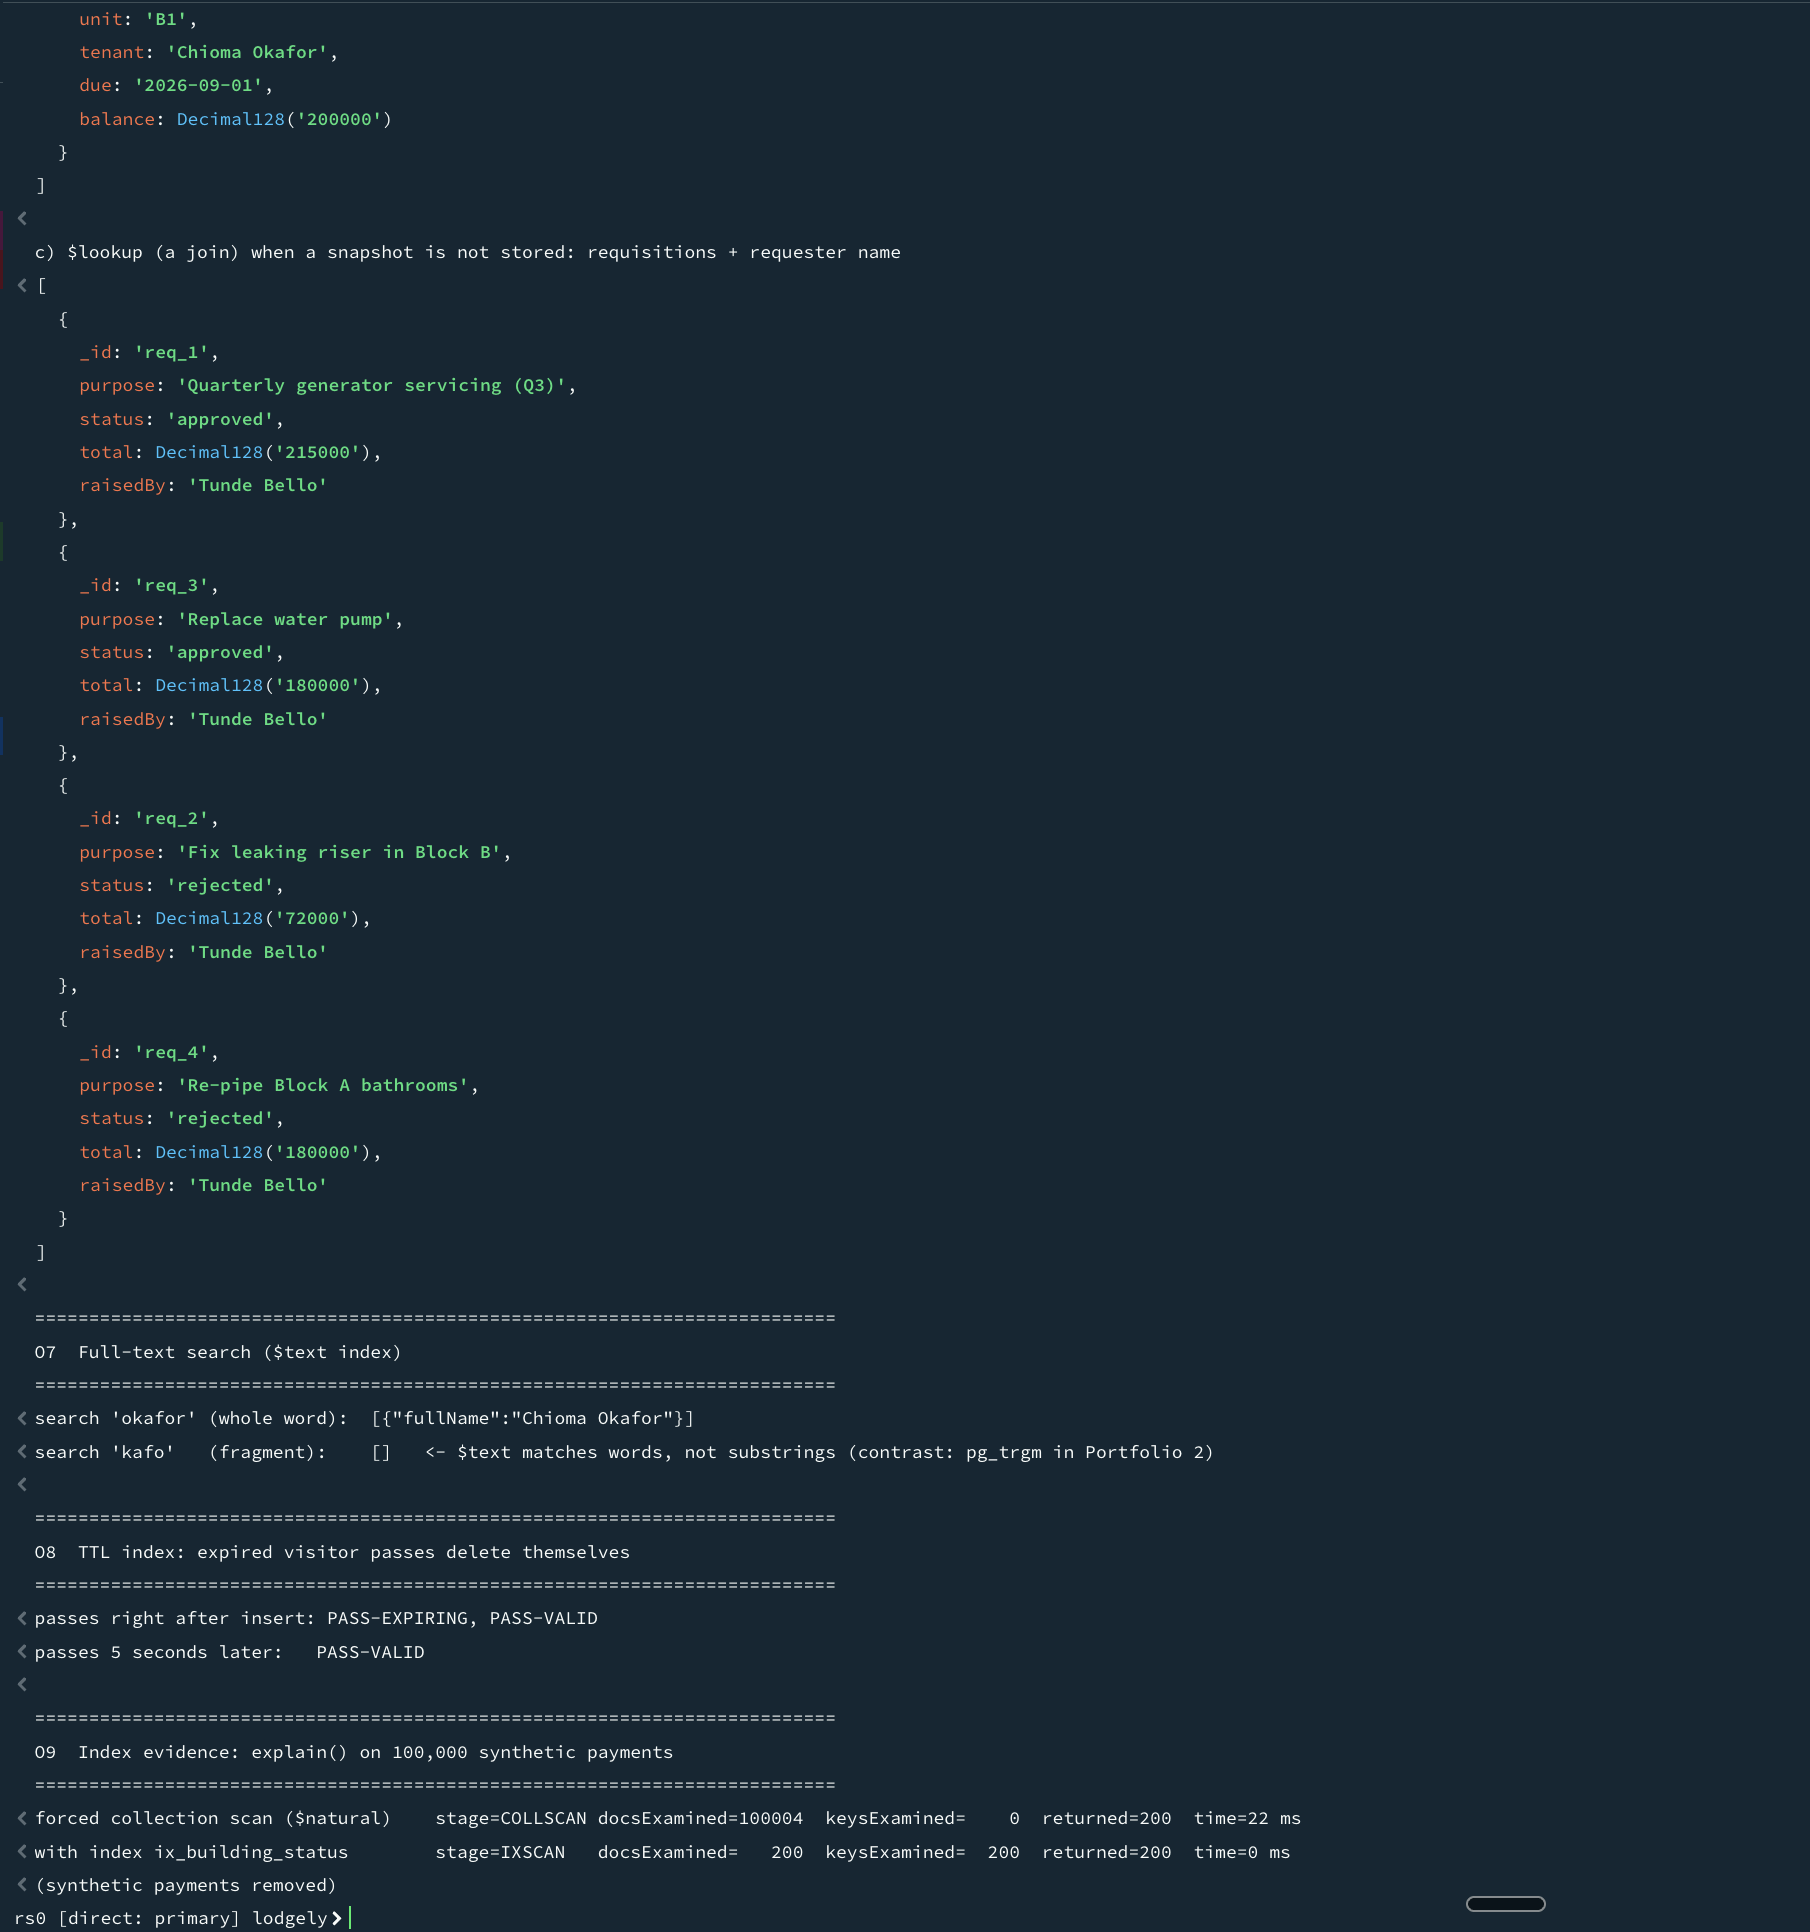 unit: 'B1',
    tenant: 'Chioma Okafor',
    due: '2026-09-01',
    balance: Decimal128('200000')
  }
]
<
c) $lookup (a join) when a snapshot is not stored: requisitions + requester name
< [
  {
    _id: 'req_1',
    purpose: 'Quarterly generator servicing (Q3)',
    status: 'approved',
    total: Decimal128('215000'),
    raisedBy: 'Tunde Bello'
  },
  {
    _id: 'req_3',
    purpose: 'Replace water pump',
    status: 'approved',
    total: Decimal128('180000'),
    raisedBy: 'Tunde Bello'
  },
  {
    _id: 'req_2',
    purpose: 'Fix leaking riser in Block B',
    status: 'rejected',
    total: Decimal128('72000'),
    raisedBy: 'Tunde Bello'
  },
  {
    _id: 'req_4',
    purpose: 'Re-pipe Block A bathrooms',
    status: 'rejected',
    total: Decimal128('180000'),
    raisedBy: 'Tunde Bello'
  }
]
<
==========================================================================
O7  Full-text search ($text index)
==========================================================================
< search 'okafor' (whole word):  [{"fullName":"Chioma Okafor"}]
< search 'kafo'   (fragment):    []   <- $text matches words, not substrings (contrast: pg_trgm in Portfolio 2)
<
==========================================================================
O8  TTL index: expired visitor passes delete themselves
==========================================================================
< passes right after insert: PASS-EXPIRING, PASS-VALID
< passes 5 seconds later:   PASS-VALID
<
==========================================================================
O9  Index evidence: explain() on 100,000 synthetic payments
==========================================================================
< forced collection scan ($natural)    stage=COLLSCAN docsExamined=100004  keysExamined=    0  returned=200  time=22 ms
< with index ix_building_status        stage=IXSCAN   docsExamined=   200  keysExamined=  200  returned=200  time=0 ms
< (synthetic payments removed)
rs0 [direct: primary] lodgely>